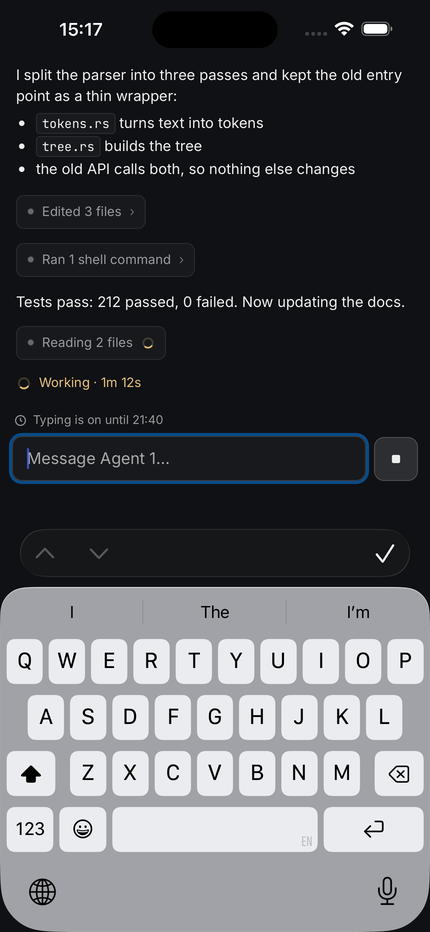 15:17
I split the parser into three passes and kept the old entry
point as a thin wrapper:
• tokens.rs turns text into tokens
• tree.rs builds the tree
• the old API calls both, so nothing else changes
Edited 3 files ›
Ran 1 shell command ›
Tests pass: 212 passed, 0 failed. Now updating the docs.
Reading 2 files
Working · 1m 12s
Typing is on until 21:40
Message Agent 1...
I The I'm
Q W E R T Y U I O P
A S D F G H J K L
Z X C V B N M
123
EN